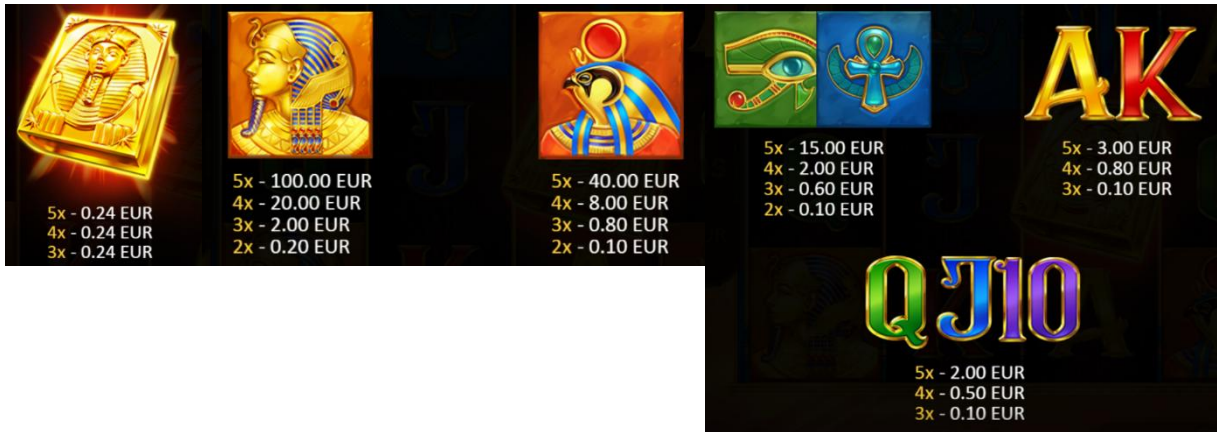 5x - 0.24 EUR
4x - 0.24 EUR
3x - 0.24 EUR
5x - 100.00 EUR
4x - 20.00 EUR
3x - 2.00 EUR
2x - 0.20 EUR
5x - 40.00 EUR
4x - 8.00 EUR
3x - 0.80 EUR
2x - 0.10 EUR
5x - 15.00 EUR
4x - 2.00 EUR
3x - 0.60 EUR
2x - 0.10 EUR
AK
5x - 3.00 EUR
4x - 0.80 EUR
3x - 0.10 EUR
QJ10
5x - 2.00 EUR
4x - 0.50 EUR
3x - 0.10 EUR